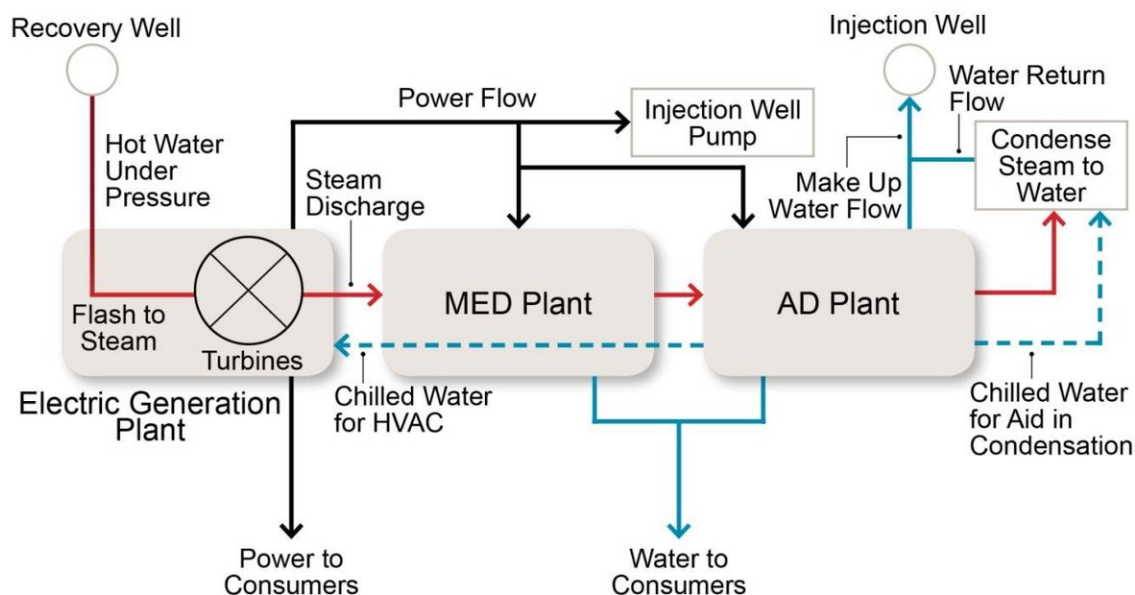 Recovery Well
Injection Well
Power Flow
Injection Well
Pump
Water Return
Flow
Hot Water
Under
Pressure
Steam
Discharge
Make Up
Water Flow
Condense
Steam to
Water
Flash to
Steam
Turbines
MED Plant
AD Plant
Electric Generation
Plant
Chilled Water
for HVAC
Chilled Water
for Aid in
Condensation
Power to
Consumers
Water to
Consumers